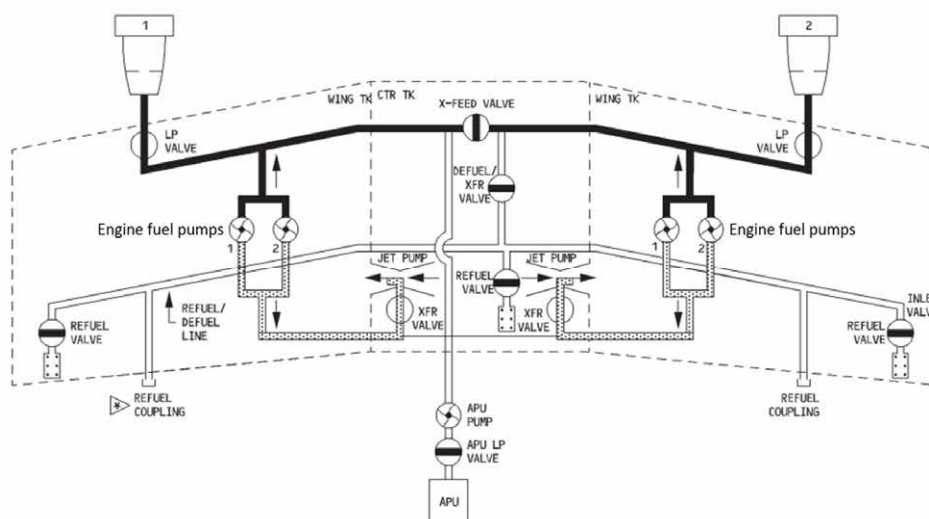 1
2
WING TK
CTR TK
WING TK
X-FEED VALVE
LP
VALVE
LP
VALVE
DEFUEL/
XFR
VALVE
Engine fuel pumps
1
2
1
2
Engine fuel pumps
JET PUMP
JET PUMP
REFUEL
VALVE
XFR
VALVE
XFR
VALVE
REFUEL
VALVE
REFUEL/
DEFUEL
LINE
INLE
VALV
REFUEL
VALVE
REFUEL
COUPLING
REFUEL
COUPLING
APU
PUMP
APU LP
VALVE
APU